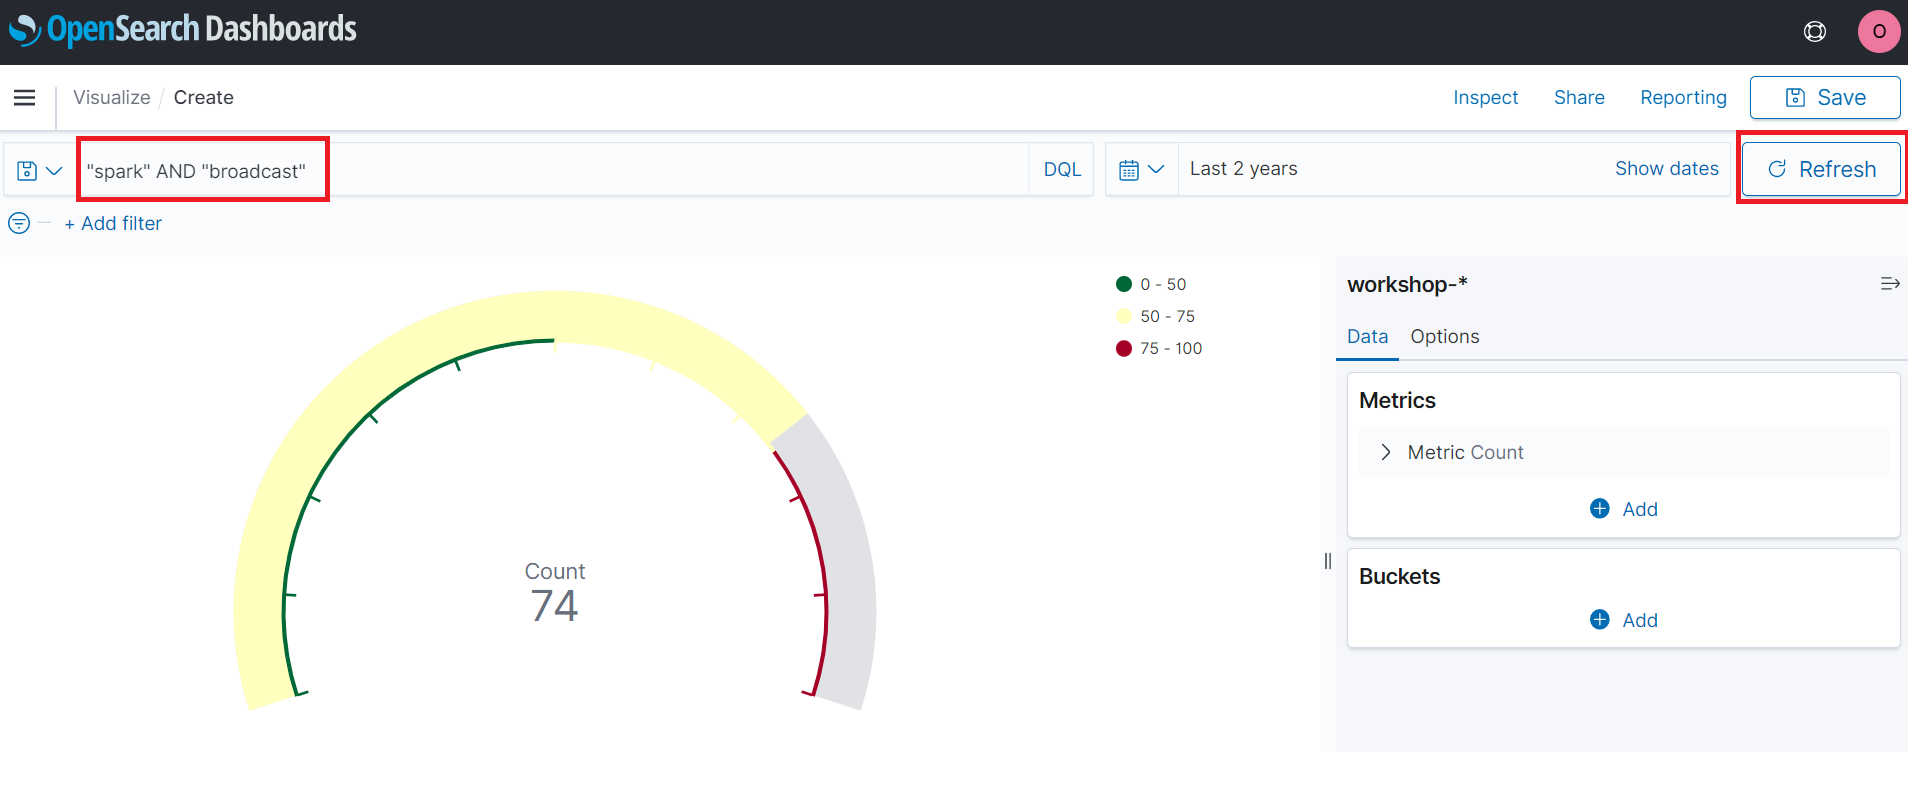 OpenSearch Dashboards
O
Visualize / Create
Inspect
Share
Reporting
Save
"spark" AND "broadcast"
DQL
Last 2 years
Show dates
Refresh
+ Add filter
0 - 50
50 - 75
75 - 100
Count
74
workshop-*
Data
Options
Metrics
Metric Count
Add
Buckets
Add